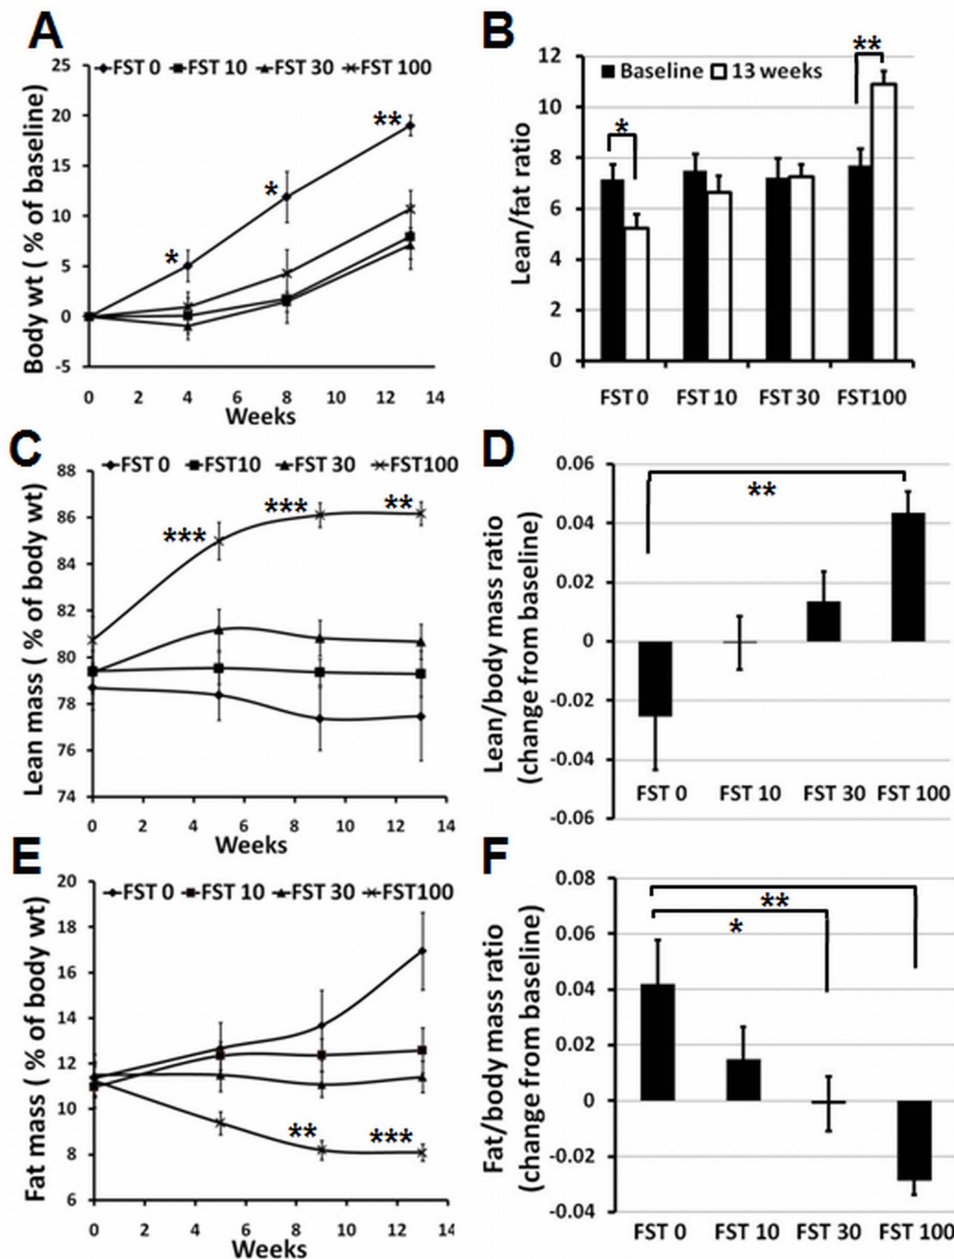 A
FST 0 FST 10 FST 30 FST 100
Body wt ( % of baseline)
25
20
15
10
5
0
-5
**
*
*
0 2 4 6 8 10 12 14
Weeks
B
Baseline 13 weeks
Lean/fat ratio
12
10
8
6
4
2
0
*
**
FST 0 FST 10 FST 30 FST100
C
FST 0 FST10 FST 30 FST100
Lean mass ( % of body wt)
88
86
84
82
80
78
76
74
***
***
**
0 2 4 6 8 10 12 14
Weeks
D
Lean/body mass ratio
(change from baseline)
0.06
0.04
0.02
0
-0.02
-0.04
-0.06
**
FST 0 FST 10 FST 30 FST 100
E
FST 0 FST 10 FST 30 FST100
Fat mass ( % of body wt)
20
18
16
14
12
10
8
6
**
***
0 2 4 6 8 10 12 14
Weeks
F
Fat/body mass ratio
(change from baseline)
0.08
0.06
0.04
0.02
0
-0.02
-0.04
**
*
FST 0 FST 10 FST 30 FST 100